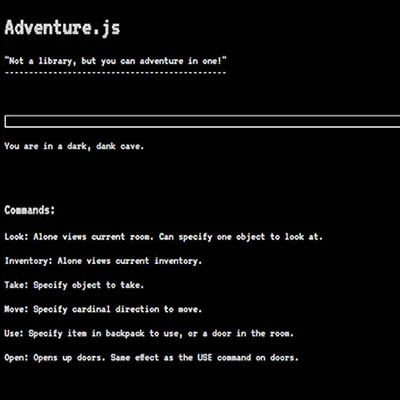 Adventure.js
"Not a library, but you can adventure in one!"
----------------------------------------------
You are in a dark, dank cave.
Commands:
Look: Alone views current room. Can specify one object to look at.
Inventory: Alone views current inventory.
Take: Specify object to take.
Move: Specify cardinal direction to move.
Use: Specify item in backpack to use, or a door in the room.
Open: Opens up doors. Same effect as the USE command on doors.